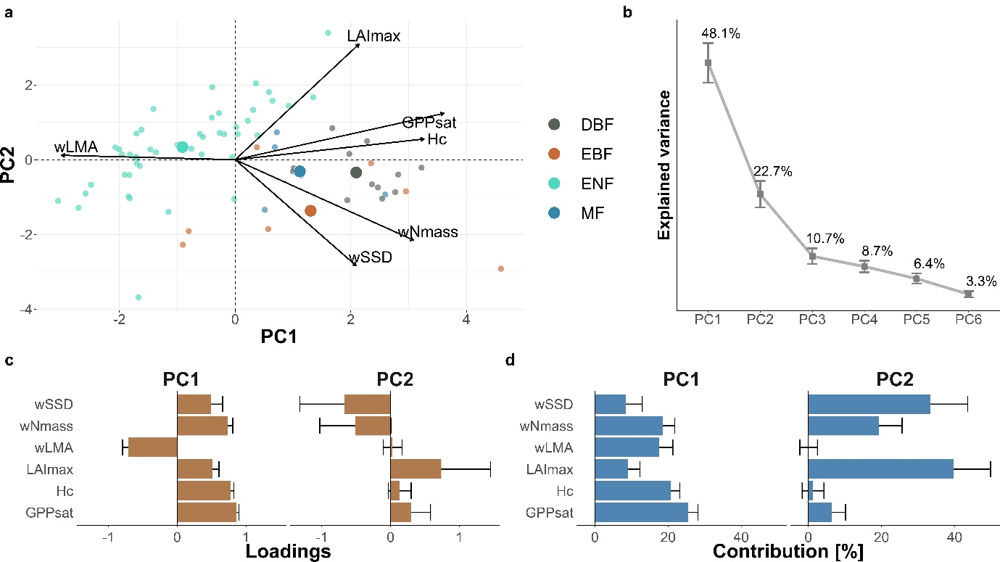 a
PC2
2
0
-2
-4
LAImax
GPPsat
Hc
wLMA
wNmass
wSSD
-2
0
2
4
PC1
DBF
EBF
ENF
MF
b
Explained variance
48.1%
22.7%
10.7%
8.7%
6.4%
3.3%
PC1 PC2 PC3 PC4 PC5 PC6
c
PC1 PC2
wSSD
wNmass
wLMA
LAImax
Hc
GPPsat
-1 0 1 -1 0 1
Loadings
d
PC1 PC2
wSSD
wNmass
wLMA
LAImax
Hc
GPPsat
0 20 40 0 20 40
Contribution [%]